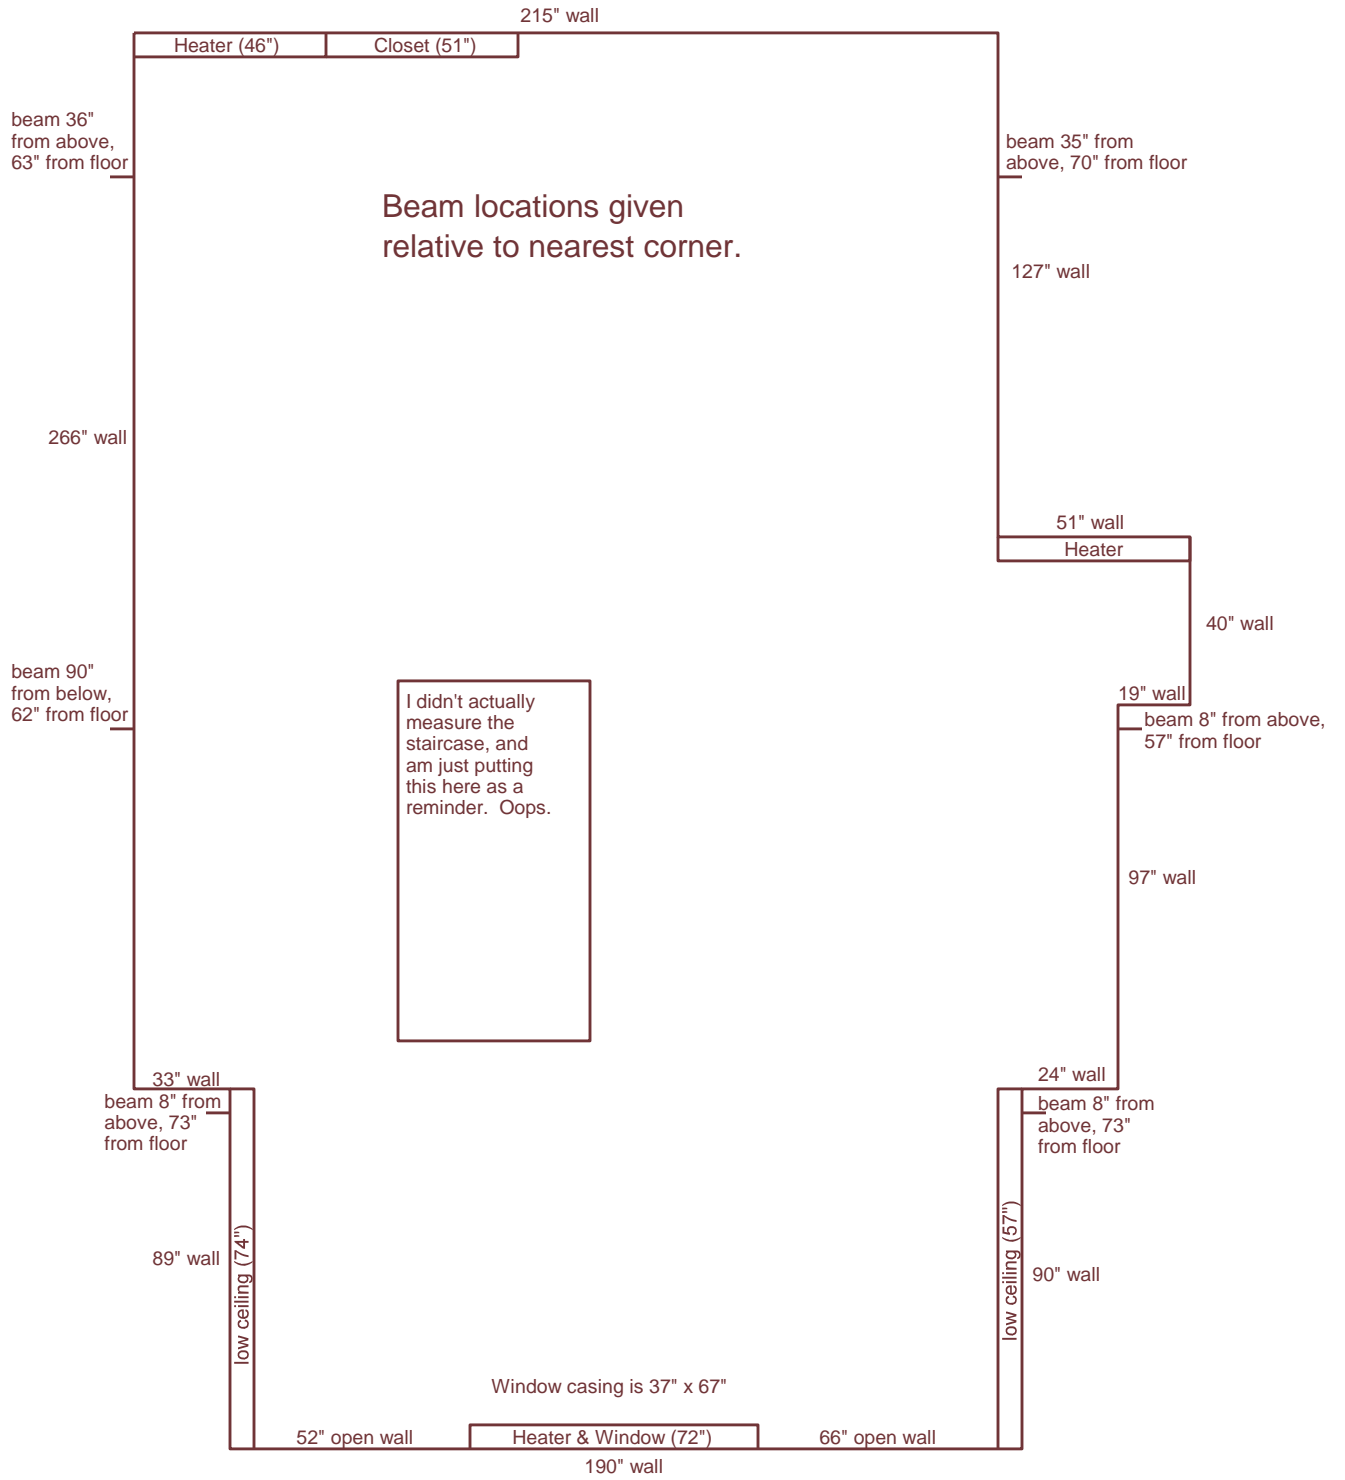 215" wall
Heater (46")
Closet (51")
beam 36"
from above,
63" from floor
beam 35" from
above, 70" from floor
Beam locations given
relative to nearest corner.
127" wall
266" wall
51" wall
Heater
40" wall
beam 90"
from below,
62" from floor
19" wall
beam 8" from above,
57" from floor
I didn't actually
measure the
staircase, and
am just putting
this here as a
reminder.  Oops.
97" wall
33" wall
24" wall
beam 8" from
above, 73"
from floor
beam 8" from
above, 73"
from floor
89" wall
low ceiling (74")
low ceiling (57")
90" wall
Window casing is 37" x 67"
52" open wall
Heater & Window (72")
66" open wall
190" wall